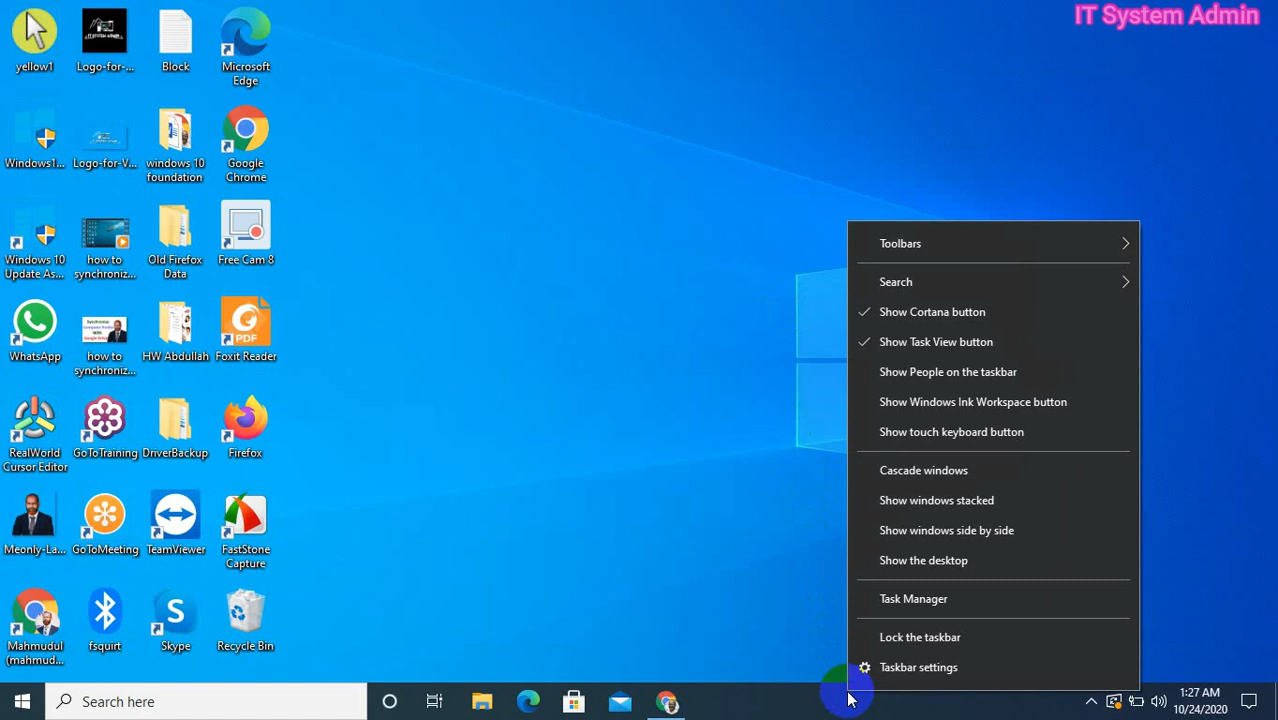 IT System Admin
yellow1
Logo-for-...
Block
Microsoft
Edge
Windows1...
Logo-for-V...
windows 10
foundation
Google
Chrome
Windows 10
Update As...
how to
synchroniz...
Old Firefox
Data
Free Cam 8
WhatsApp
how to
synchroniz...
HW Abdullah
Foxit Reader
PDF
RealWorld
Cursor Editor
GoToTraining
DriverBackup
Firefox
Meonly-La...
GoToMeeting
TeamViewer
FastStone
Capture
Mahmudul
(mahmud...
fsquirt
Skype
Recycle Bin
Toolbars
Search
Show Cortana button
Show Task View button
Show People on the taskbar
Show Windows Ink Workspace button
Show touch keyboard button
Cascade windows
Show windows stacked
Show windows side by side
Show the desktop
Task Manager
Lock the taskbar
Taskbar settings
Search here
1:27 AM
10/24/2020